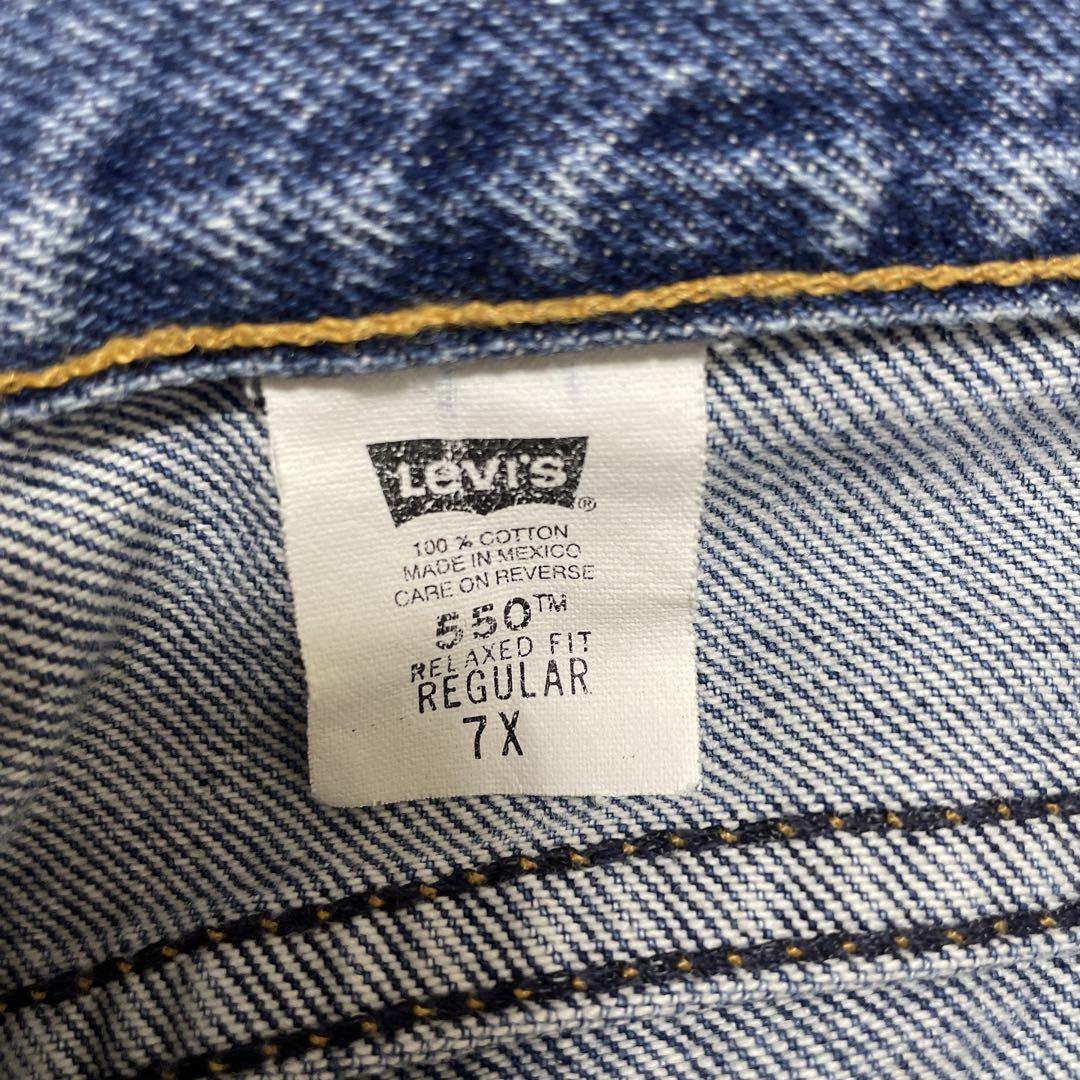 Levi's ®
100 % COTTON
MADE IN MEXICO
CARE ON REVERSE
550™
RELAXED FIT
REGULAR
7X